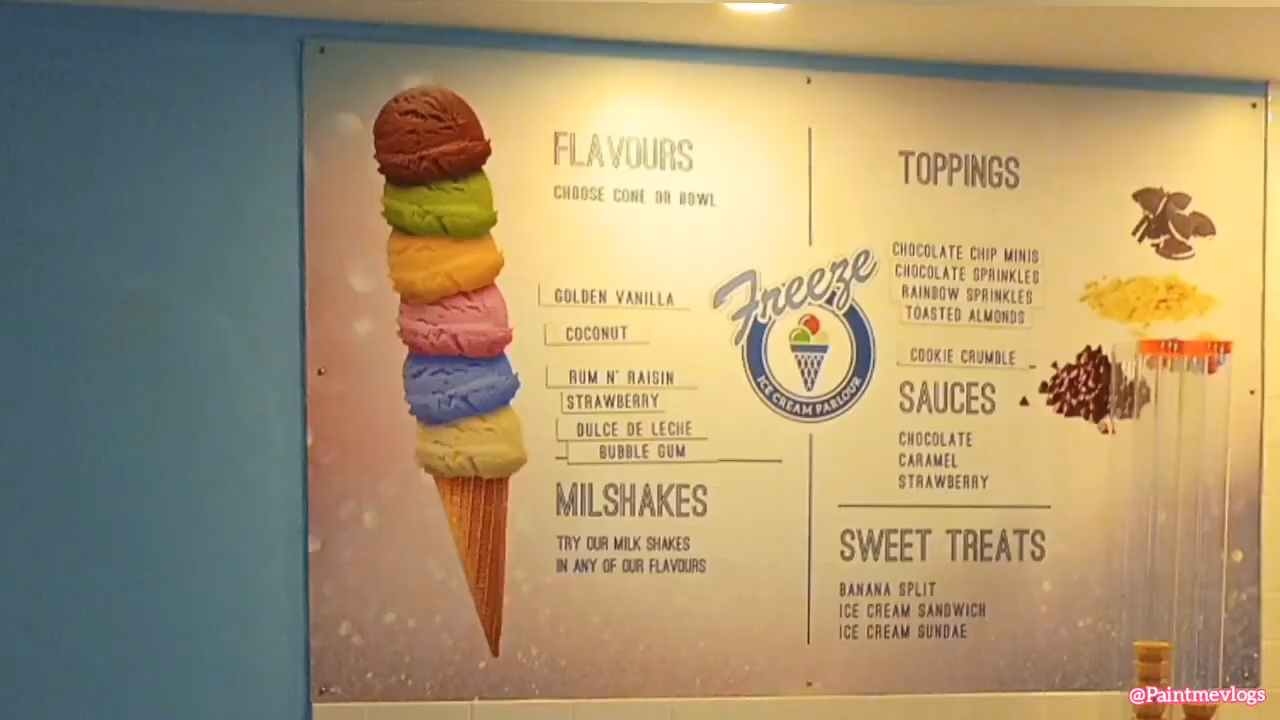 FLAVOURS
CHOOSE CONE OR BOWL
GOLDEN VANILLA
COCONUT
RUM N' RAISIN
STRAWBERRY
DULCE DE LECHE
BUBBLE GUM
MILSHAKES
TRY OUR MILK SHAKES
IN ANY OF OUR FLAVOURS
Freeze
ICE CREAM PARLOUR
TOPPINGS
CHOCOLATE CHIP MINIS
CHOCOLATE SPRINKLES
RAINBOW SPRINKLES
TOASTED ALMONDS
COOKIE CRUMBLE
SAUCES
CHOCOLATE
CARAMEL
STRAWBERRY
SWEET TREATS
BANANA SPLIT
ICE CREAM SANDWICH
ICE CREAM SUNDAE
@Paintmevlogs